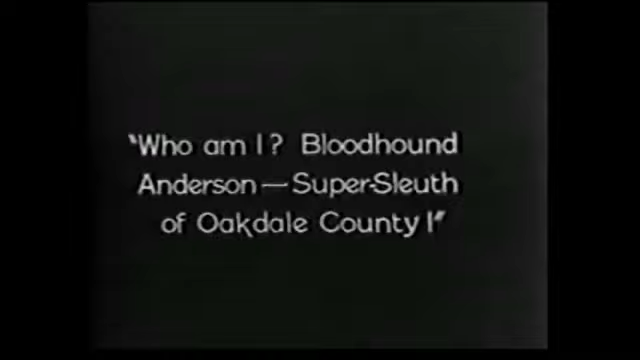 "Who am I? Bloodhound
Anderson—Super-Sleuth
of Oakdale County!"